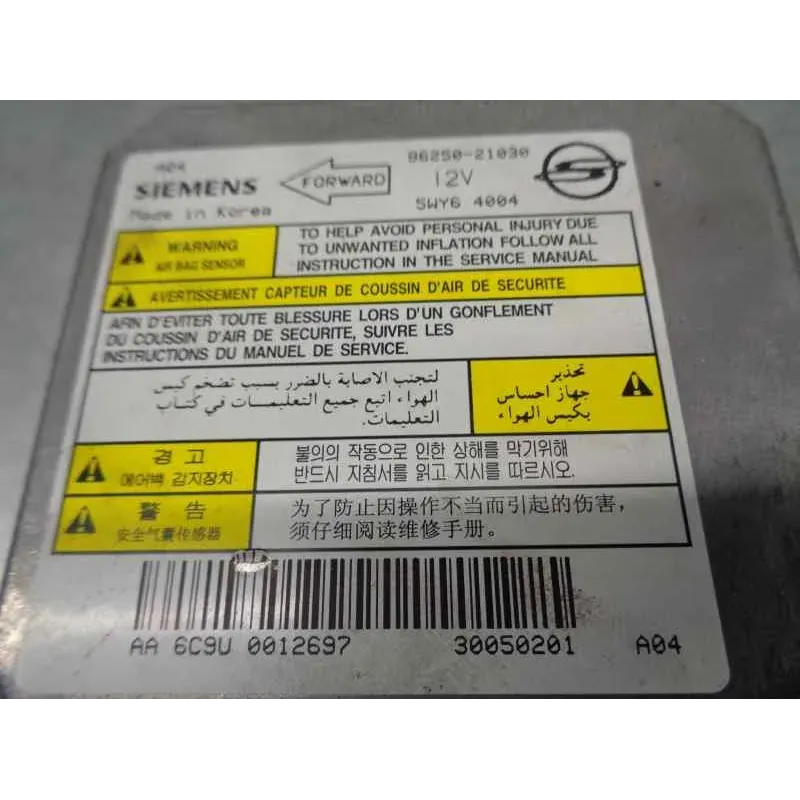 A04
SIEMENS
Made in Korea
FORWARD
86250-21030
12V
5WY6 4004
WARNING
AIR BAG SENSOR
TO HELP AVOID PERSONAL INJURY DUE
TO UNWANTED INFLATION FOLLOW ALL
INSTRUCTION IN THE SERVICE MANUAL
AVERTISSEMENT CAPTEUR DE COUSSIN D'AIR DE SECURITE
AFIN D'EVITER TOUTE BLESSURE LORS D'UN GONFLEMENT
DU COUSSIN D'AIR DE SECURITE, SUIVRE LES
INSTRUCTIONS DU MANUEL DE SERVICE.
تحذير
جهاز احساس
بكيس الهواء
لتجنب الاصابة بالضرر بسبب تضخم كيس
الهواء اتبع جميع التعليمات في كتاب
التعليمات.
경 고
에어백 감지장치
불의의 작동으로 인한 상해를 막기위해
반드시 지침서를 읽고 지시를 따르시오.
警 告
安全气囊传感器
为了防止因操作不当而引起的伤害，
须仔细阅读维修手册。
AA 6C9U 0012697
30050201
A04